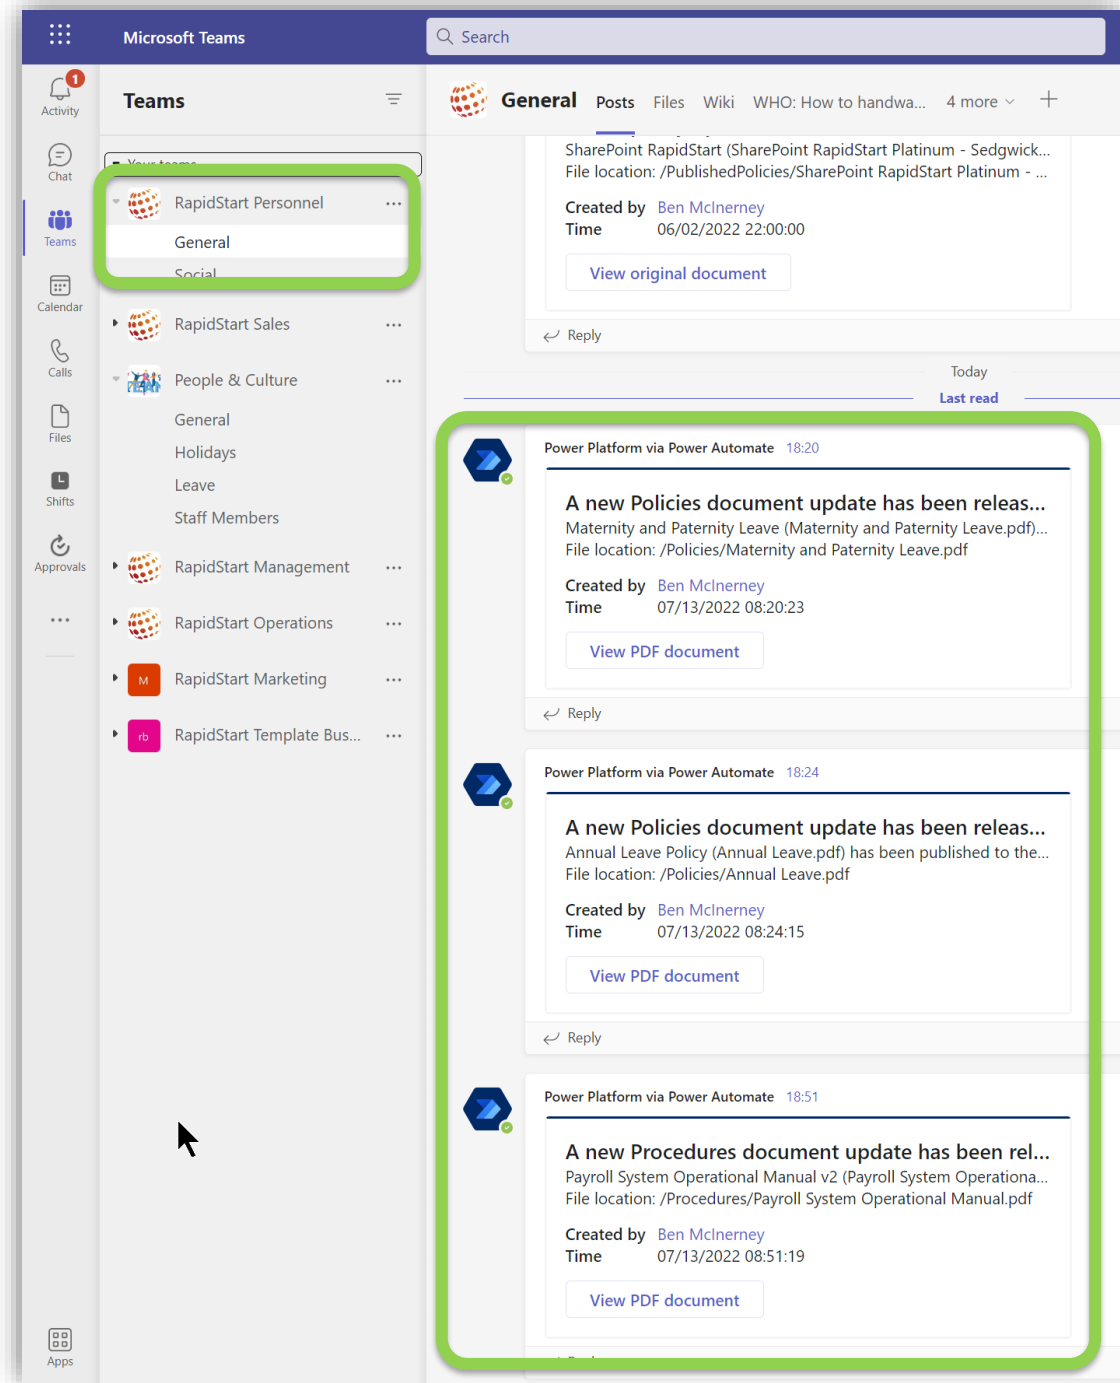 Microsoft Teams
Search
1
Activity
Chat
Teams
Calendar
Calls
Files
Shifts
Approvals
Apps
Teams
Your teams
RapidStart Personnel
General
Social
RapidStart Sales
People & Culture
General
Holidays
Leave
Staff Members
RapidStart Management
RapidStart Operations
M RapidStart Marketing
rb RapidStart Template Bus...
General Posts Files Wiki WHO: How to handwa... 4 more
SharePoint RapidStart (SharePoint RapidStart Platinum - Sedgwick...
File location: /PublishedPolicies/SharePoint RapidStart Platinum - ...
Created by Ben McInerney
Time 06/02/2022 22:00:00
View original document
Reply
Today
Last read
Power Platform via Power Automate 18:20
A new Policies document update has been releas...
Maternity and Paternity Leave (Maternity and Paternity Leave.pdf)...
File location: /Policies/Maternity and Paternity Leave.pdf
Created by Ben McInerney
Time 07/13/2022 08:20:23
View PDF document
Reply
Power Platform via Power Automate 18:24
A new Policies document update has been releas...
Annual Leave Policy (Annual Leave.pdf) has been published to the...
File location: /Policies/Annual Leave.pdf
Created by Ben McInerney
Time 07/13/2022 08:24:15
View PDF document
Reply
Power Platform via Power Automate 18:51
A new Procedures document update has been rel...
Payroll System Operational Manual v2 (Payroll System Operationa...
File location: /Procedures/Payroll System Operational Manual.pdf
Created by Ben McInerney
Time 07/13/2022 08:51:19
View PDF document